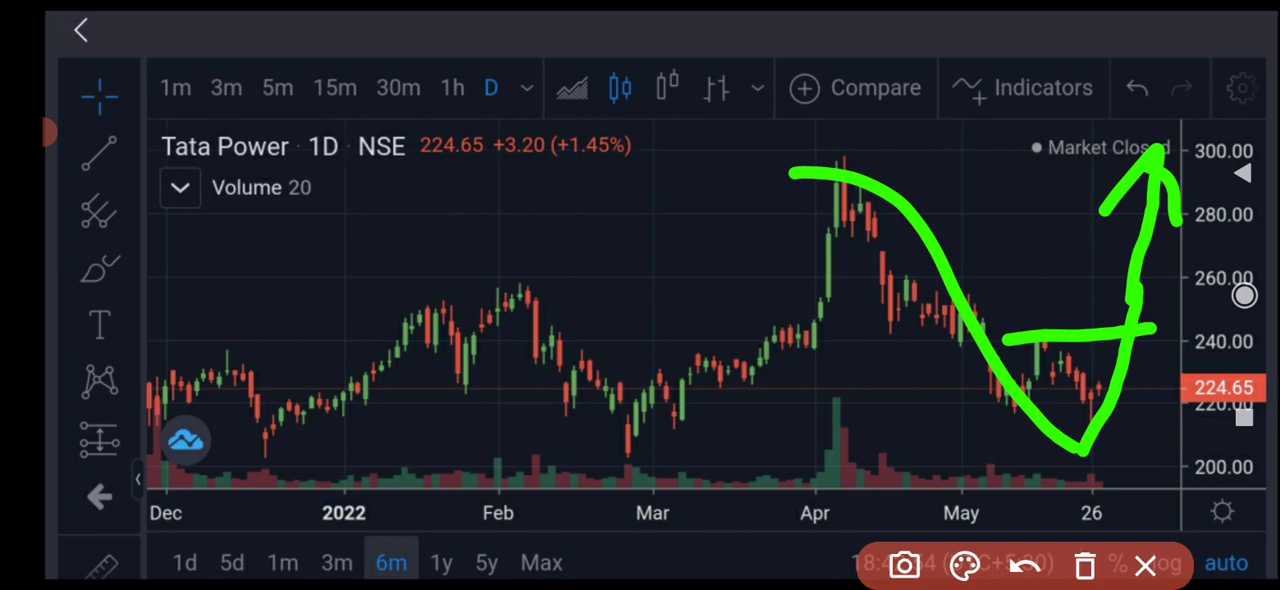 1m 3m 5m 15m 30m 1h D Compare Indicators
Tata Power · 1D · NSE 224.65 +3.20 (+1.45%)
Market Clos
Volume 20
300.00
280.00
260.00
240.00
224.65
220.00
200.00
Dec 2022 Feb Mar Apr May 26
1d 5d 1m 3m 6m 1y 5y Max % auto